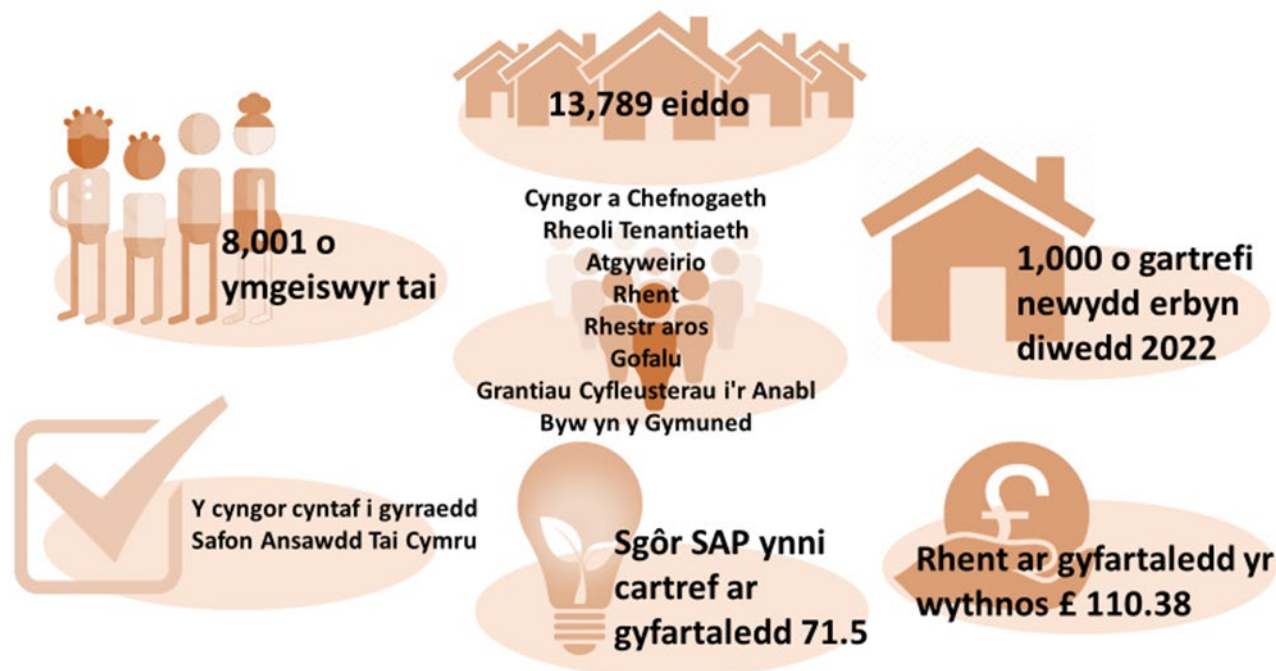 13,789 eiddo
8,001 o
ymgeiswyr tai
Cyngor a Chefnogaeth
Rheoli Tenantiaeth
Atgyweirio
Rhent
Rhestr aros
Gofalu
Grantiau Cyfleusterau i'r Anabl
Byw yn y Gymuned
1,000 o gartrefi
newydd erbyn
diwedd 2022
Y cyngor cyntaf i gyrraedd
Safon Ansawdd Tai Cymru
Sgôr SAP ynni
cartref ar
gyfartaledd 71.5
£
Rhent ar gyfartaledd yr
wythnos £ 110.38